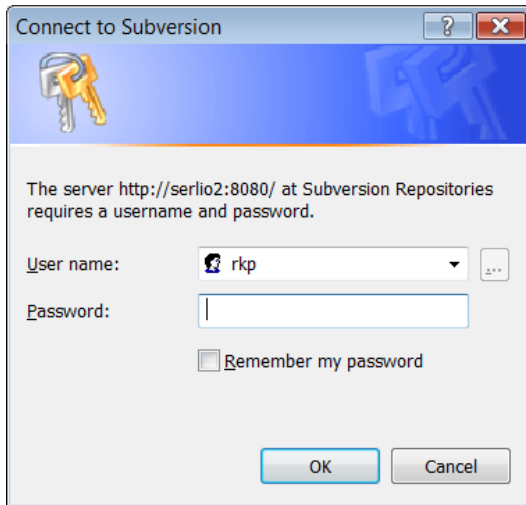 Connect to Subversion
The server http://serlio2:8080/ at Subversion Repositories
requires a username and password.
User name:
rkp
...
Password:
Remember my password
OK
Cancel